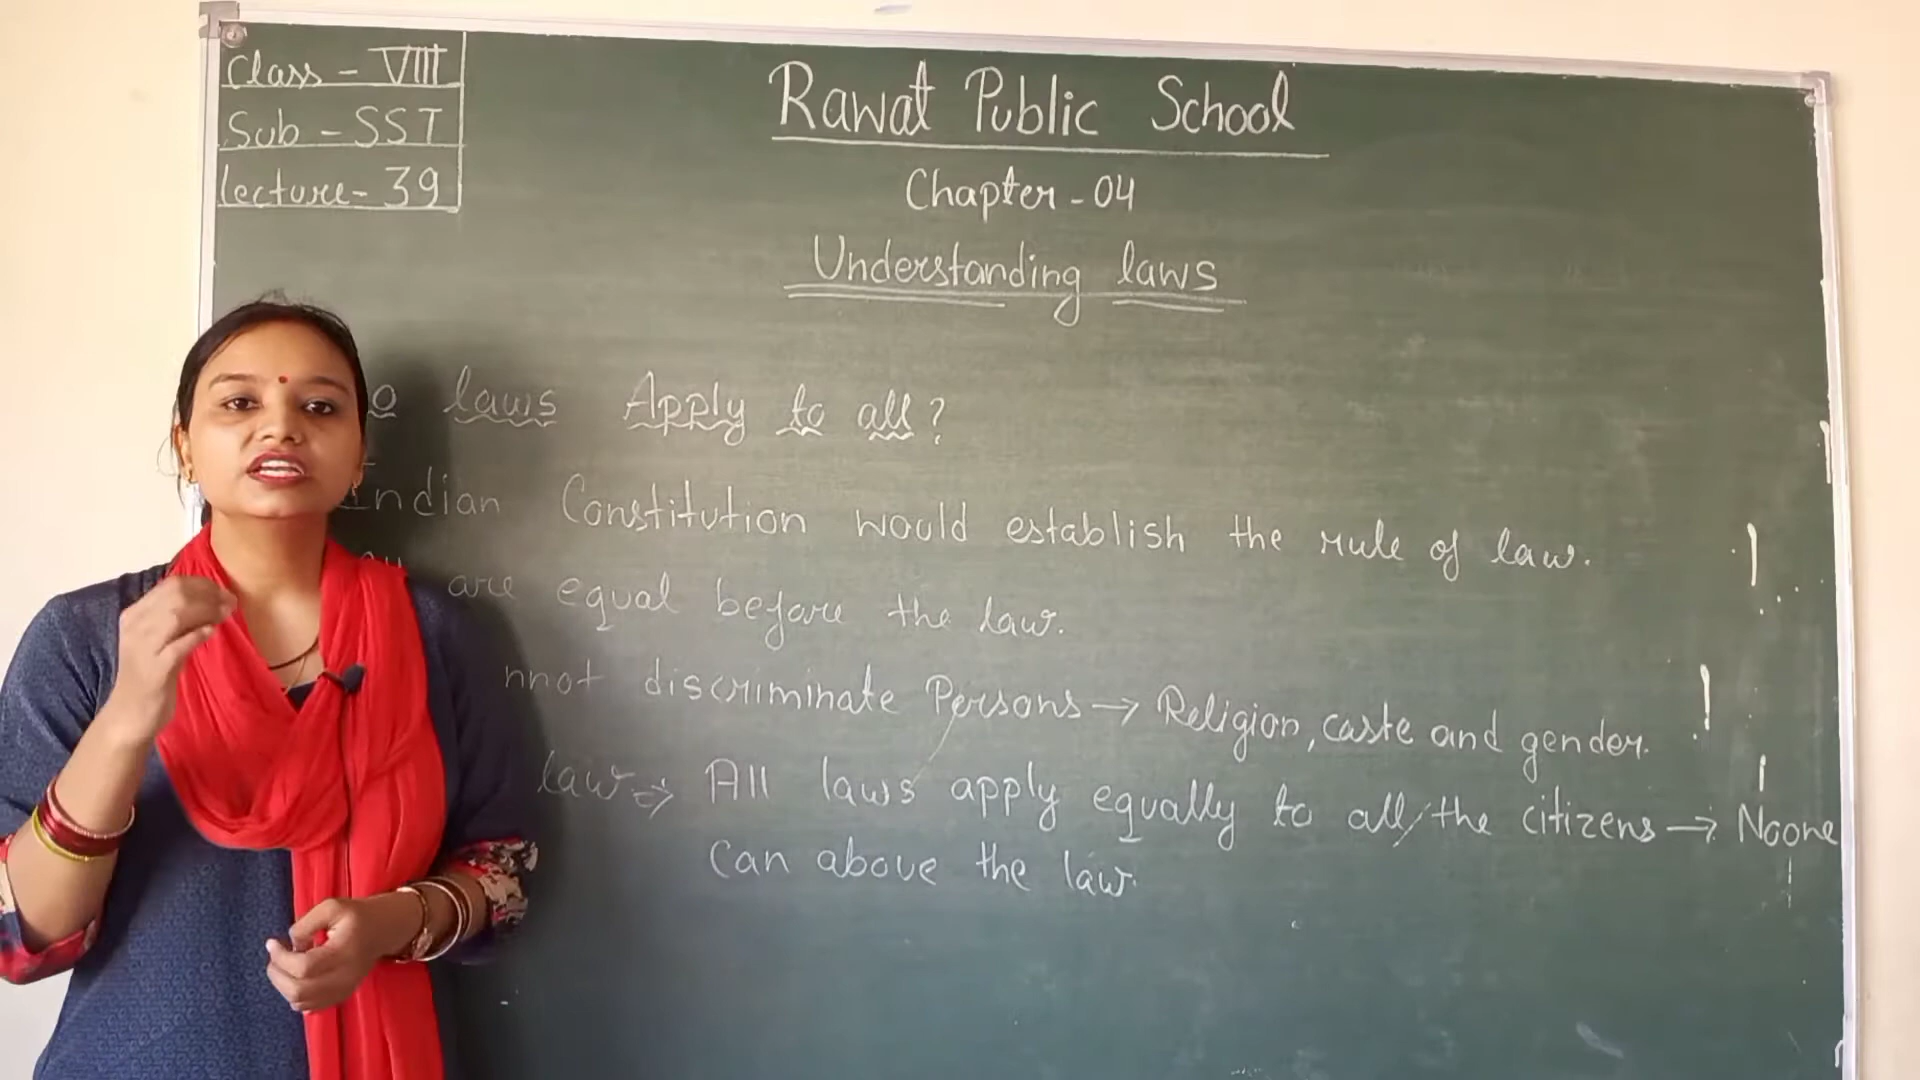 Class - VIII
Sub - SST
Lecture - 39
Rawat Public School
Chapter - 04
Understanding laws
laws Apply to all?
Indian Constitution would establish the rule of law.
are equal before the law.
discriminate Persons → Religion, caste and gender.
law ⇒ All laws apply equally to all/the citizens → Noone
Can above the law.